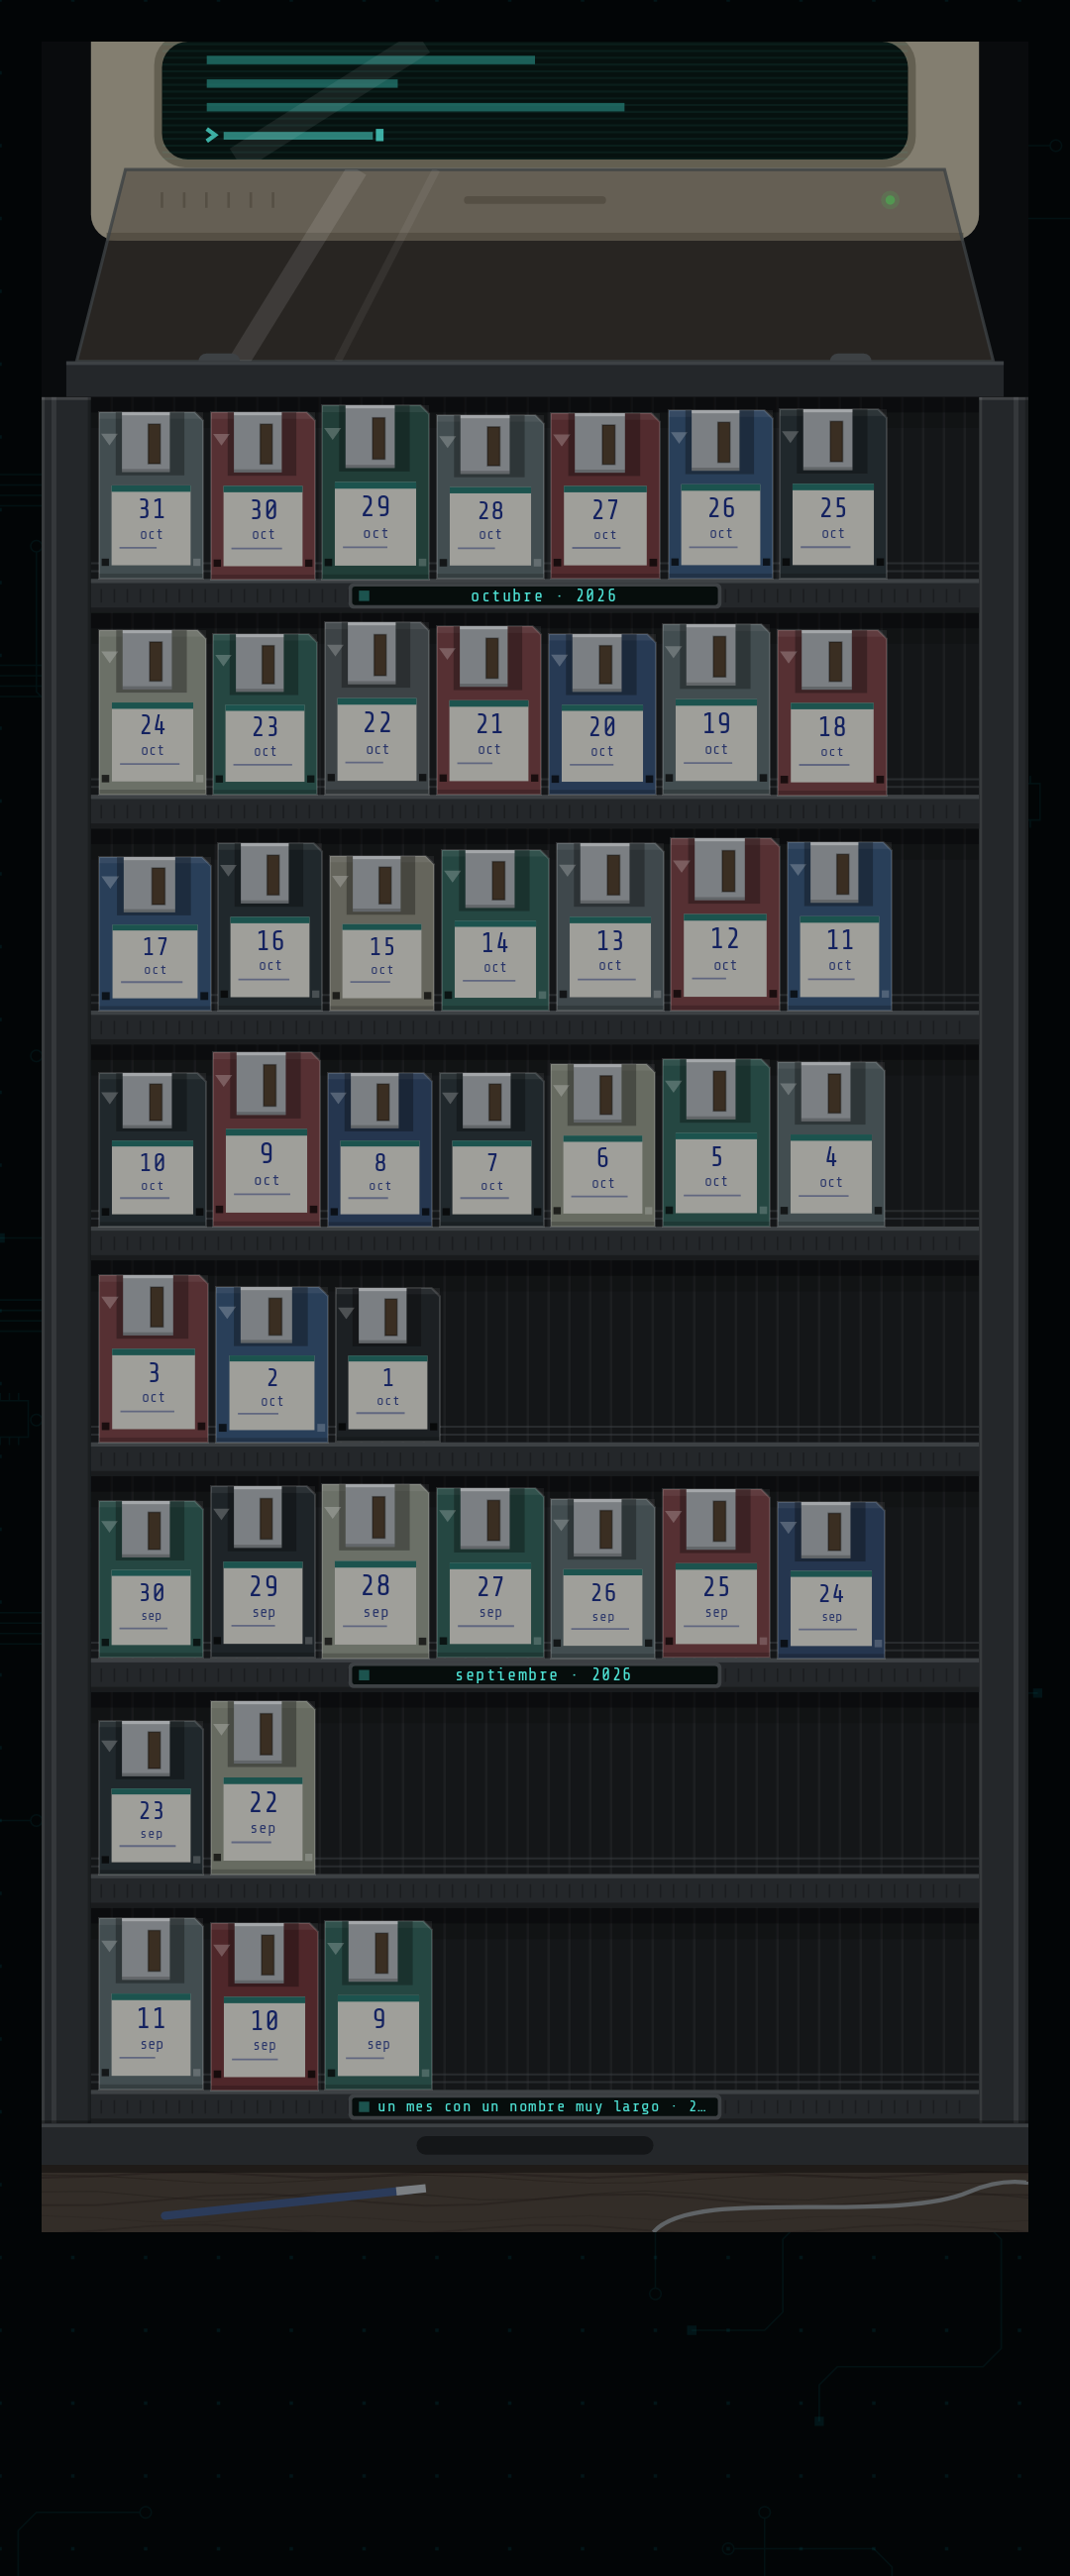 31 30 29 28 27 26 25
oct oct oct oct oct oct oct
octubre · 2026
24 23 22 21 20 19 18
oct oct oct oct oct oct oct
17 16 15 14 13 12 11
oct oct oct oct oct oct oct
10 9 8 7 6 5 4
oct oct oct oct oct oct oct
3 2 1
oct oct oct
30 29 28 27 26 25 24
sep sep sep sep sep sep sep
septiembre · 2026
23 22
sep sep
11 10 9
sep sep sep
un mes con un nombre muy largo · 2…